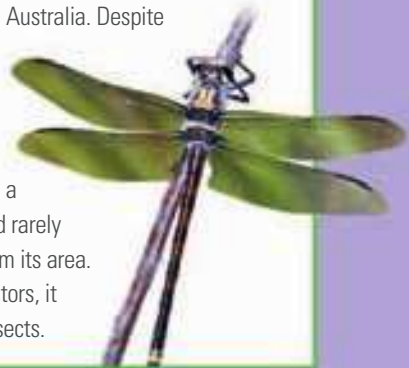 Australia. Despite
a
d rarely
m its area.
tors, it
sects.